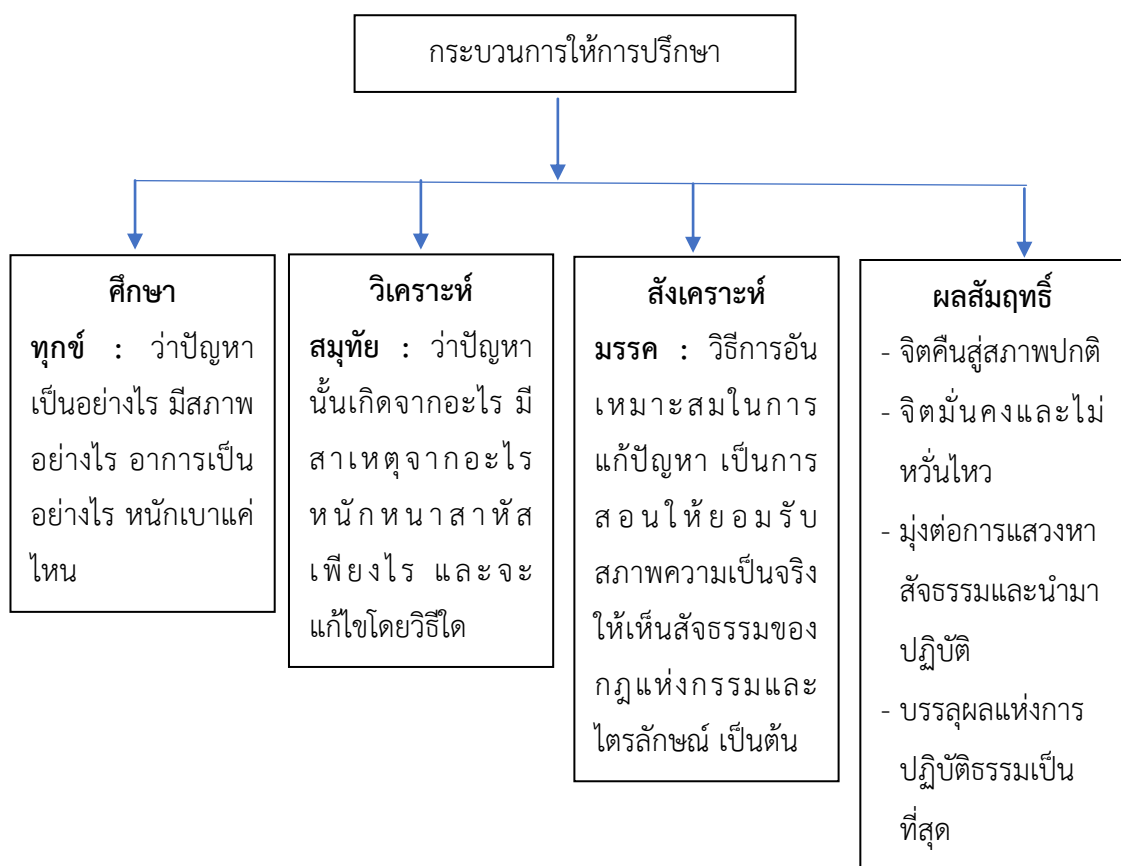 กระบวนการให้การปรึกษา
ศึกษา
ทุกข์ : ว่าปัญหา
เป็นอย่างไร มีสภาพ
อย่างไร อาการเป็น
อย่างไร หนักเบาแค่
ไหน
วิเคราะห์
สมุทัย : ว่าปัญหา
นั้นเกิดจากอะไร มี
สาเหตุจากอะไร
หนักหนาสาหัส
เพียงไร และจะ
แก้ไขโดยวิธีใด
สังเคราะห์
มรรค : วิธีการอัน
เหมาะสมในการ
แก้ปัญหา เป็นการ
สอนให้ยอมรับ
สภาพความเป็นจริง
ให้เห็นสัจธรรมของ
กฎแห่งกรรมและ
ไตรลักษณ์ เป็นต้น
ผลสัมฤทธิ์
- จิตคืนสู่สภาพปกติ
- จิตมั่นคงและไม่
หวั่นไหว
- มุ่งต่อการแสวงหา
สัจธรรมและนำมา
ปฏิบัติ
- บรรลุผลแห่งการ
ปฏิบัติธรรมเป็น
ที่สุด